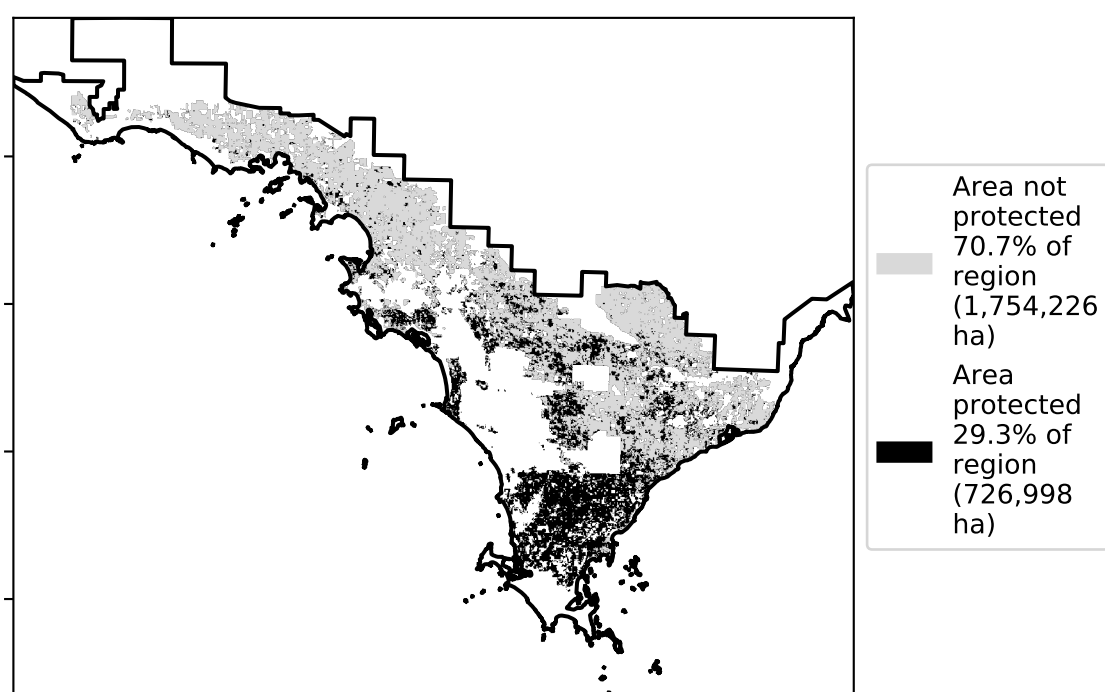 Area not
protected
70.7% of
region
(1,754,226
ha)
Area
protected
29.3% of
region
(726,998
ha)